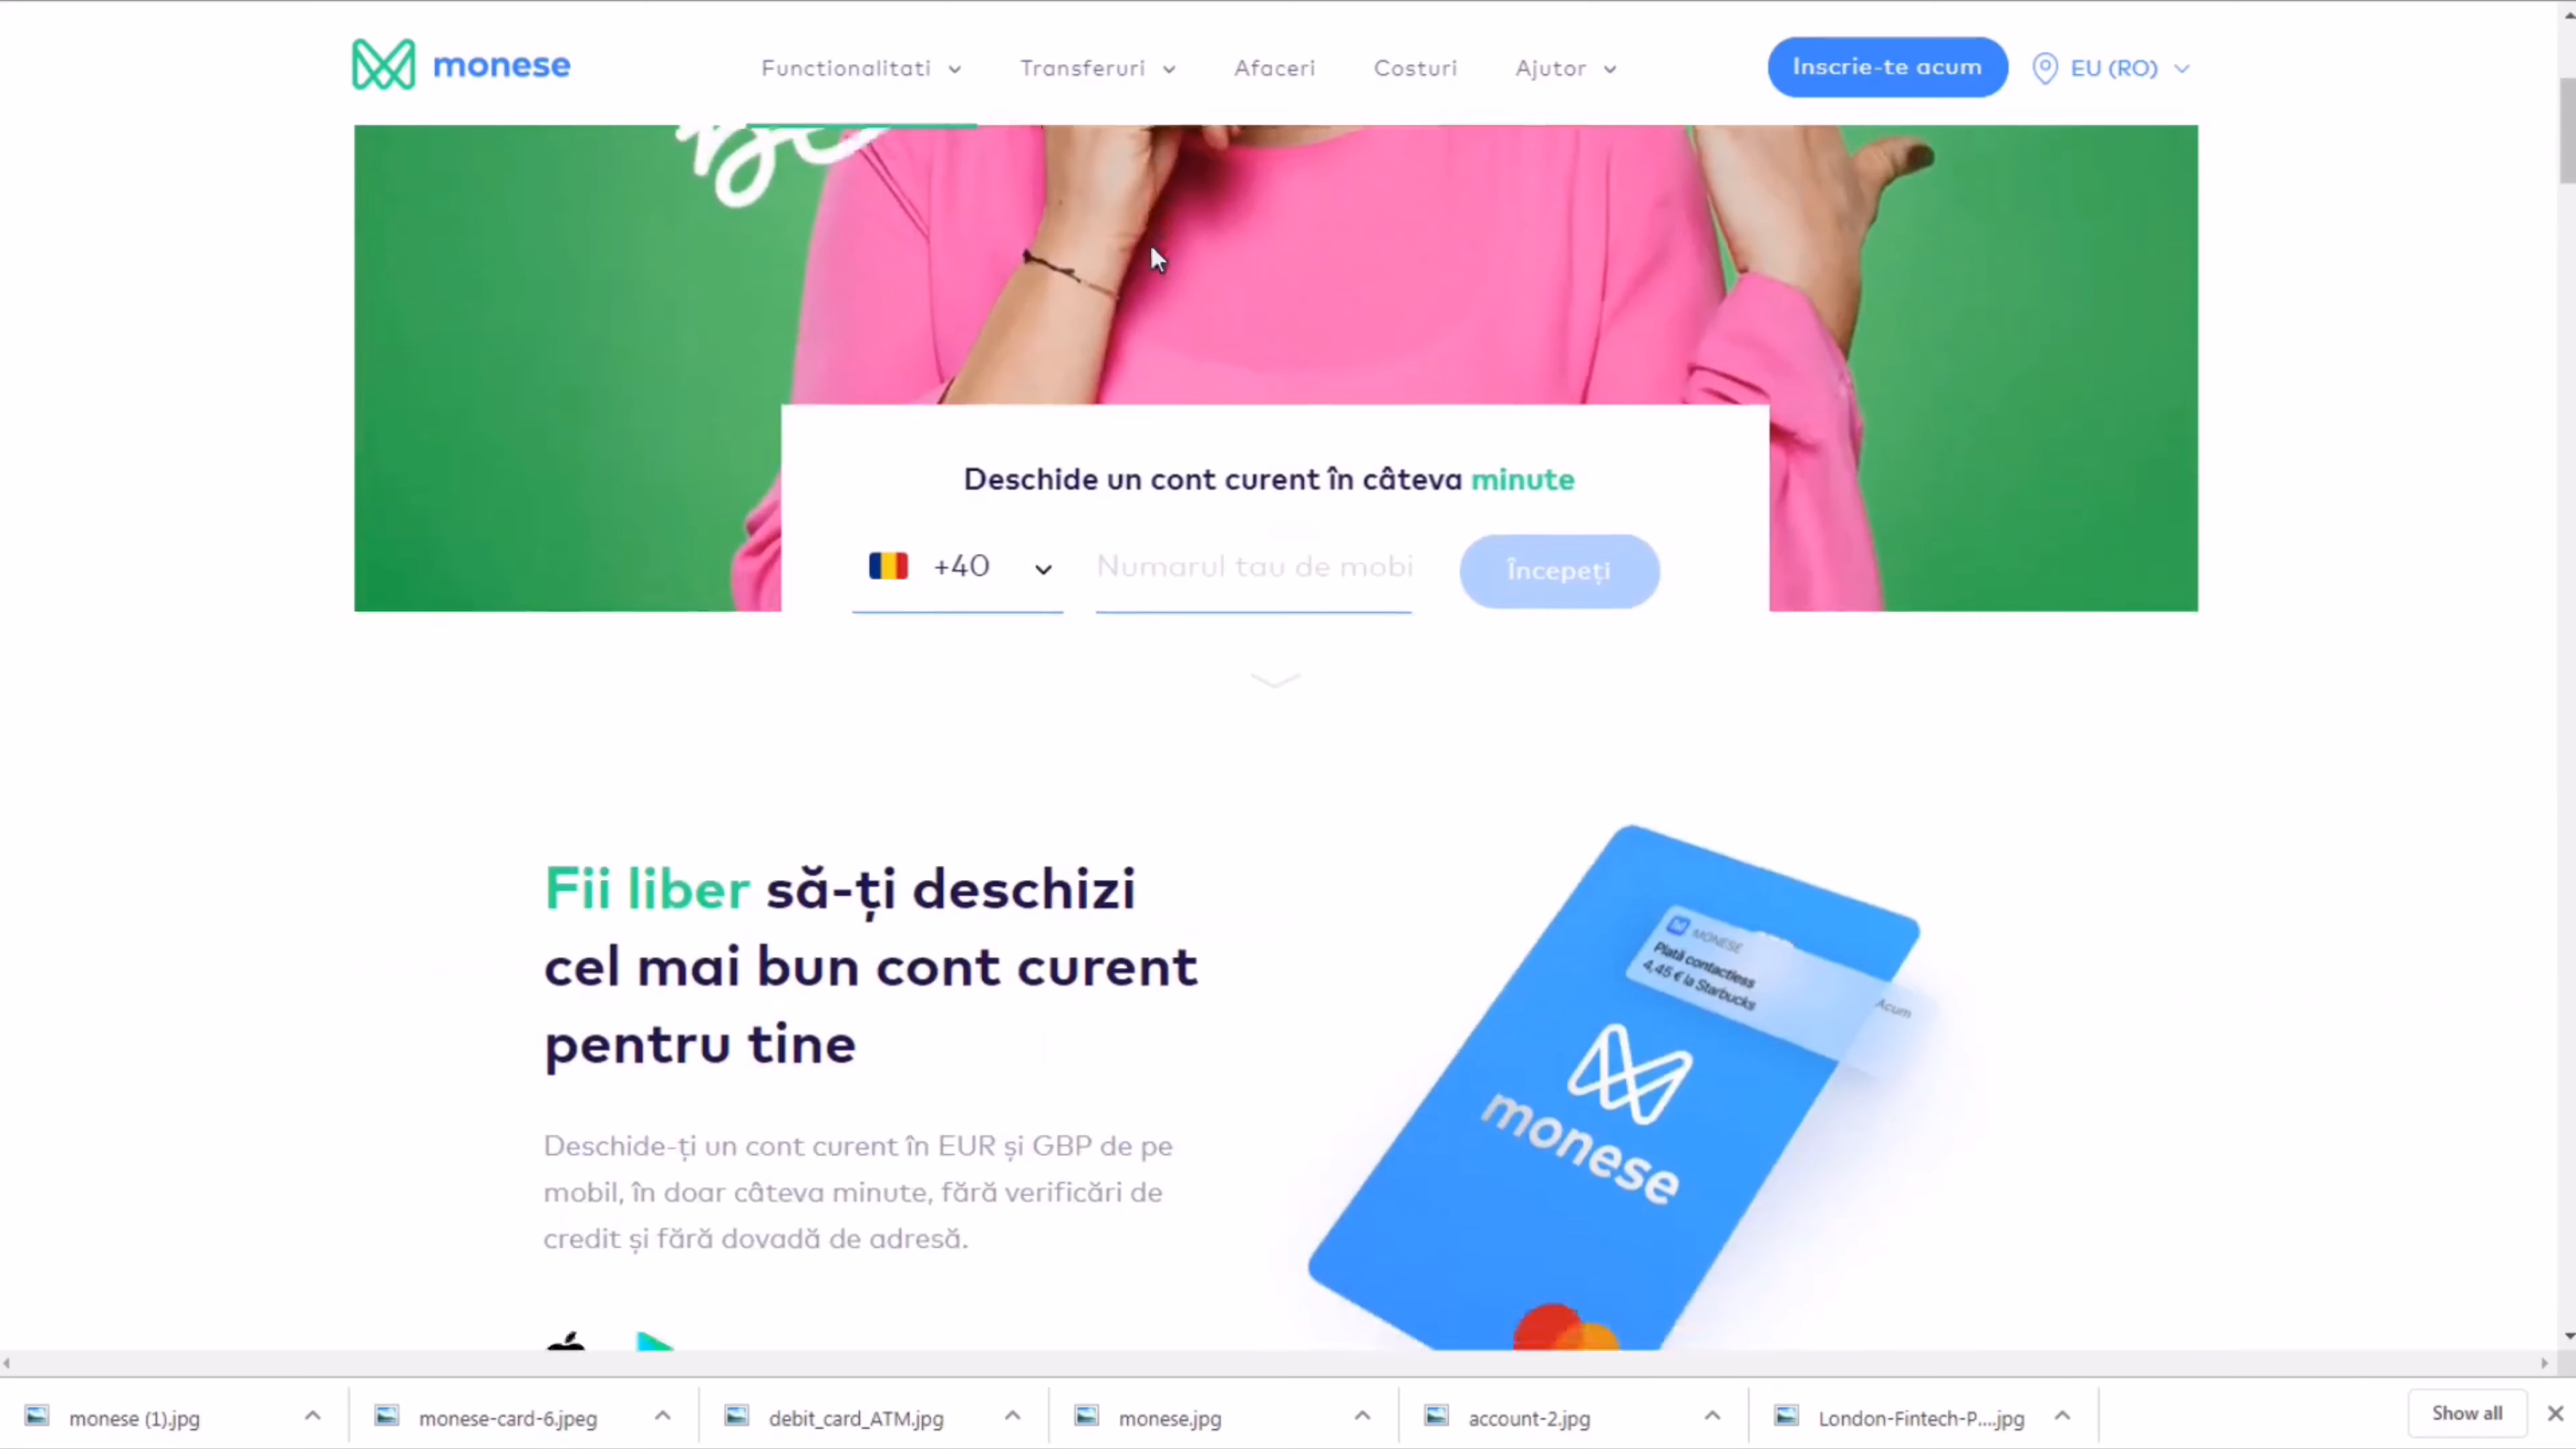 monese
Functionalitati
Transferuri
Afaceri
Costuri
Ajutor
Inscrie-te acum
EU (RO)
Deschide un cont curent în câteva minute
+40
Numarul tau de mobi
Începeți
Fii liber să-ți deschizi
cel mai bun cont curent
pentru tine
Deschide-ți un cont curent în EUR și GBP de pe
mobil, în doar câteva minute, fără verificări de
credit și fără dovadă de adresă.
MONESE
Plată contactless
4,45 € la Starbucks
Acum
monese
monese (1).jpg
monese-card-6.jpeg
debit_card_ATM.jpg
monese.jpg
account-2.jpg
London-Fintech-P....jpg
Show all